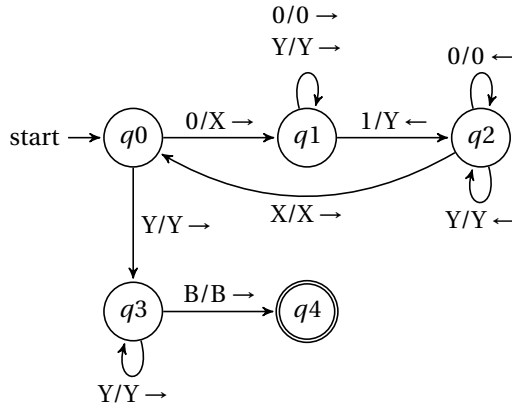 0/0 →
Y/Y →
0/0 ←
start
q0
0/X →
q1
1/Y ←
q2
X/X →
Y/Y ←
Y/Y →
q3
B/B →
q4
Y/Y →